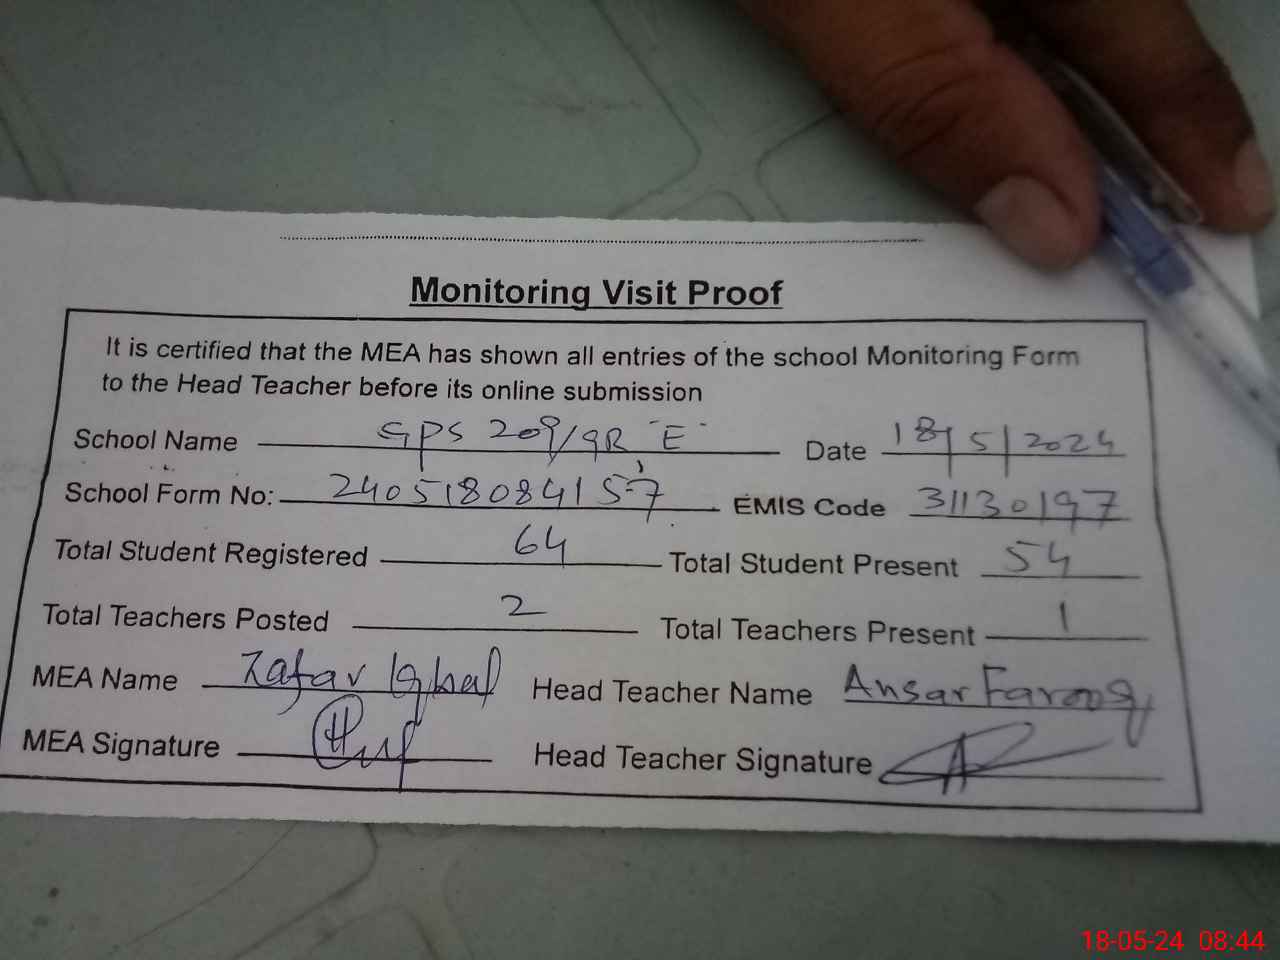 Monitoring Visit Proof
It is certified that the MEA has shown all entries of the school Monitoring Form
to the Head Teacher before its online submission
School Name GPS 209/9R "E" Date 18/5/2024
School Form No: 24051808415-7 EMIS Code 31130197
Total Student Registered 64 Total Student Present 54
Total Teachers Posted 2 Total Teachers Present 1
MEA Name Zafar Iqbal Head Teacher Name Ansar Farooq
MEA Signature Head Teacher Signature
18-05-24 08:44